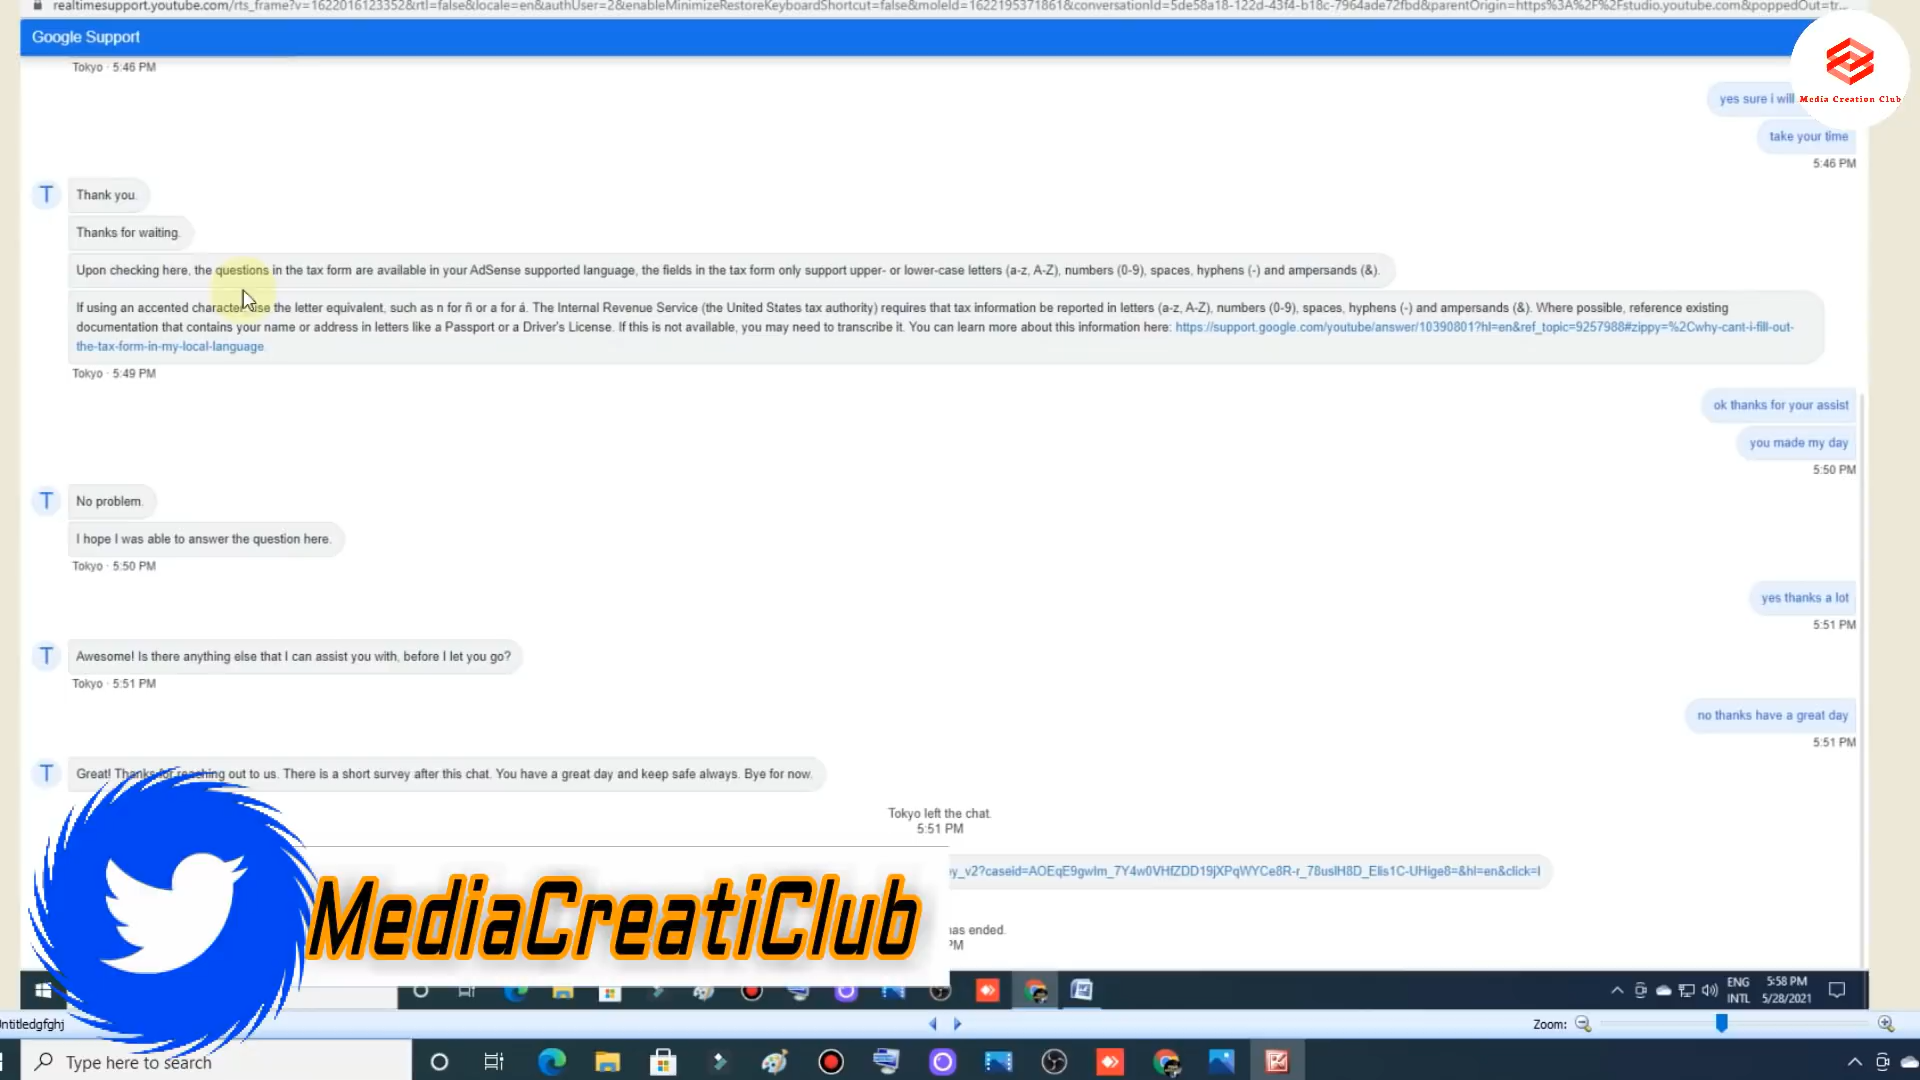 realtimesupport.youtube.com/rts_frame?v=1622016123352&rtl=false&locale=en&authUser=2&enableMinimizeRestoreKeyboardShortcut=false&moleId=1622195371861&conversationId=5de58a18-122d-43f4-b18c-7964ade72fbd&parentOrigin=https%3A%2F%2Fstudio.youtube.com&poppedOut=tr...
Google Support
Tokyo · 5:46 PM
yes sure i will
Media Creation Club
take your time
5:46 PM
T
Thank you.
Thanks for waiting.
Upon checking here, the questions in the tax form are available in your AdSense supported language, the fields in the tax form only support upper- or lower-case letters (a-z, A-Z), numbers (0-9), spaces, hyphens (-) and ampersands (&).
If using an accented character use the letter equivalent, such as n for ñ or a for á. The Internal Revenue Service (the United States tax authority) requires that tax information be reported in letters (a-z, A-Z), numbers (0-9), spaces, hyphens (-) and ampersands (&). Where possible, reference existing
documentation that contains your name or address in letters like a Passport or a Driver's License. If this is not available, you may need to transcribe it. You can learn more about this information here: https://support.google.com/youtube/answer/10390801?hl=en&ref_topic=9257988#zippy=%2Cwhy-cant-i-fill-out-
the-tax-form-in-my-local-language
Tokyo · 5:49 PM
ok thanks for your assist
you made my day
5:50 PM
T
No problem.
I hope I was able to answer the question here.
Tokyo · 5:50 PM
yes thanks a lot
5:51 PM
T
Awesome! Is there anything else that I can assist you with, before I let you go?
Tokyo · 5:51 PM
no thanks have a great day
5:51 PM
T
Great! Thanks for reaching out to us. There is a short survey after this chat. You have a great day and keep safe always. Bye for now.
Tokyo left the chat.
5:51 PM
MediaCreatiClub
has ended.
PM
ENG
INTL
5:58 PM
5/28/2021
Untitledgfghj
Zoom:
Type here to search